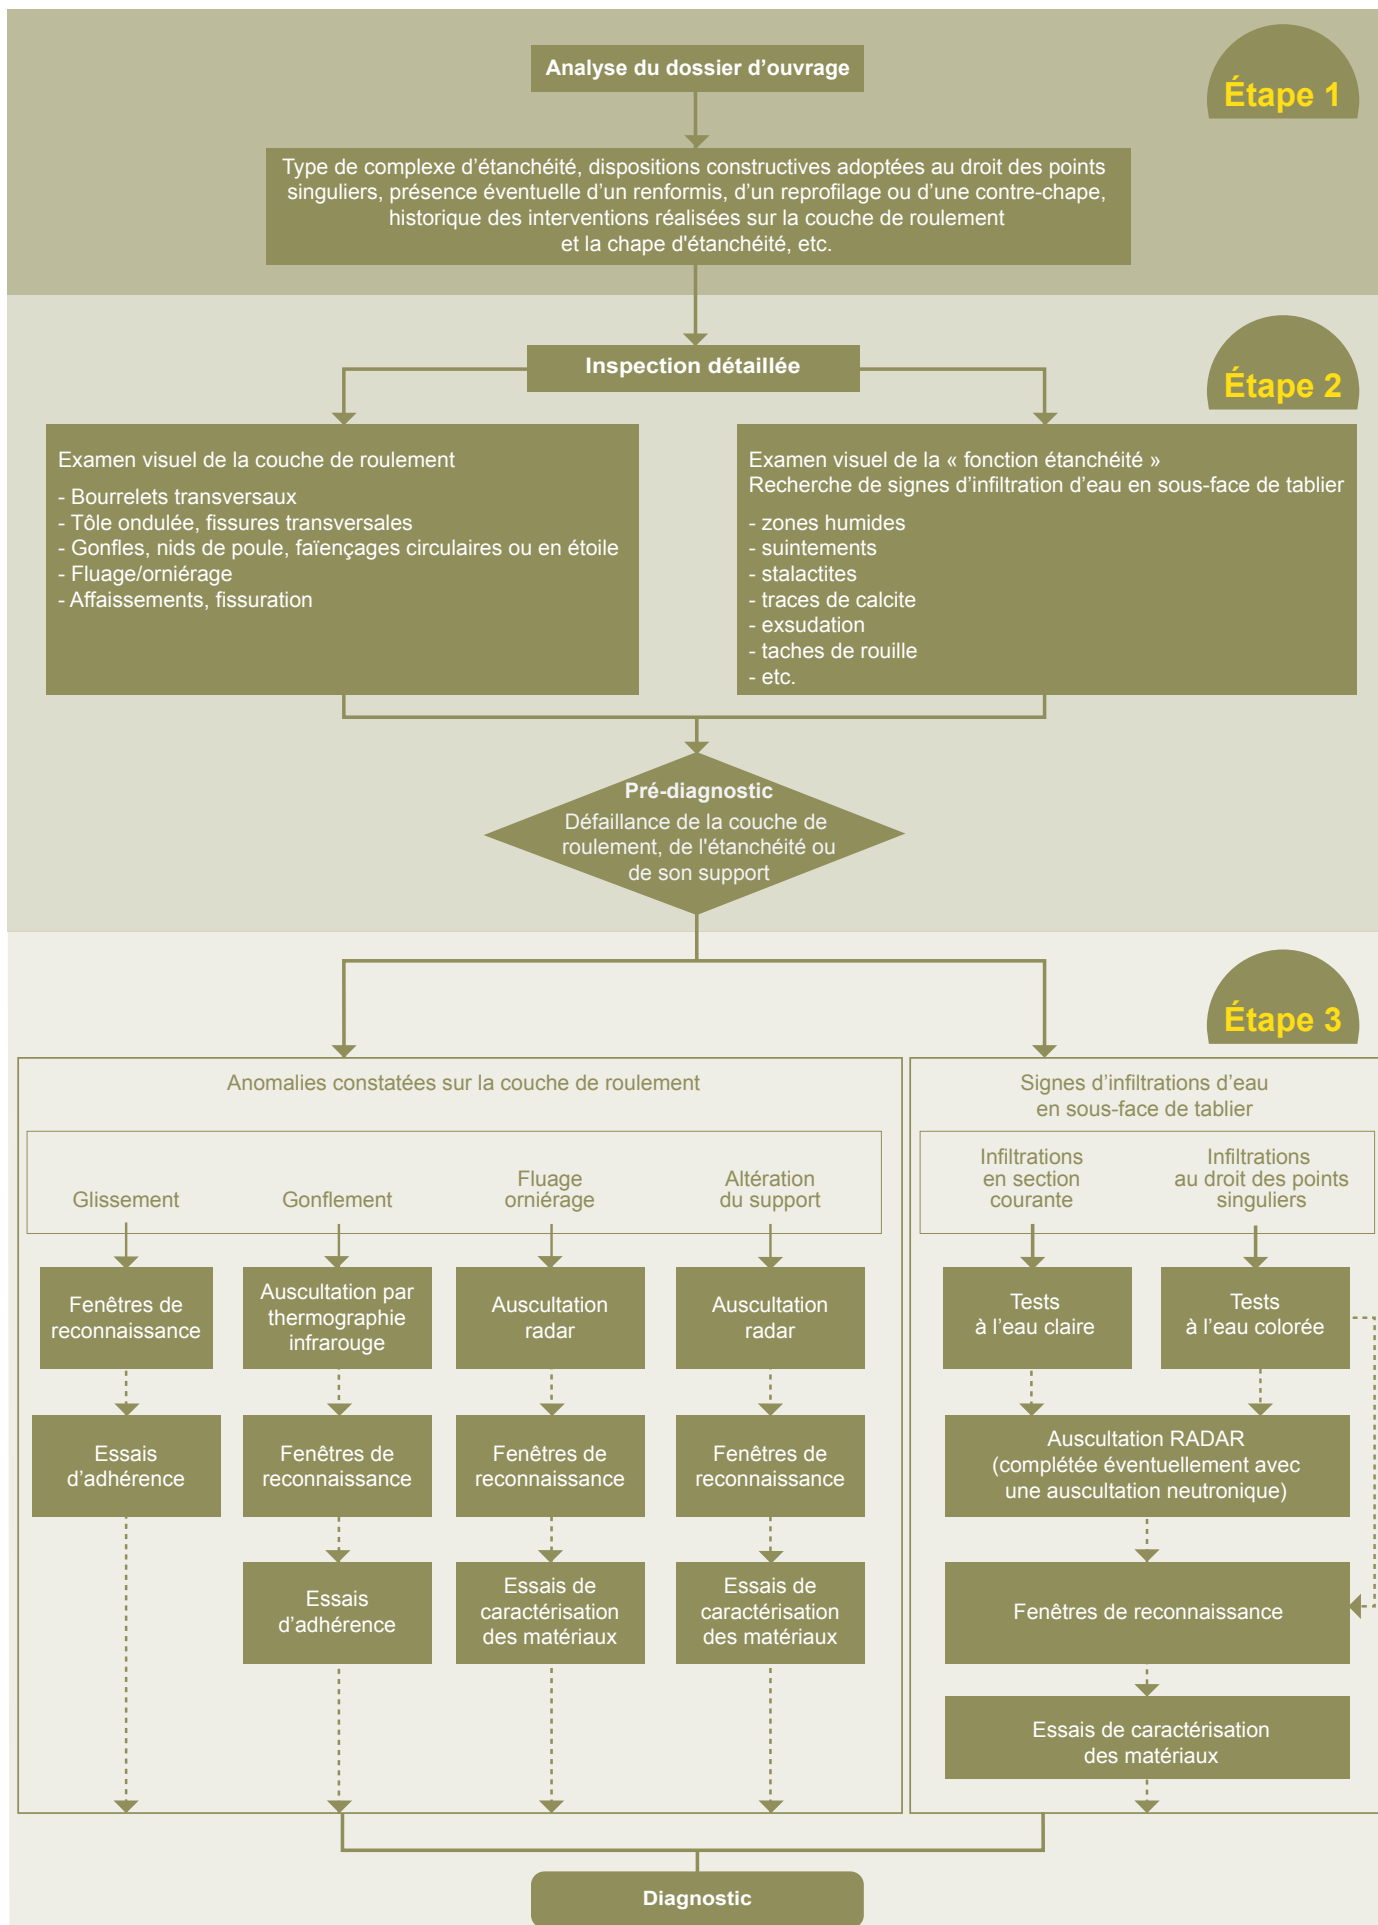 Analyse du dossier d’ouvrage
Étape 1
Type de complexe d’étanchéité, dispositions constructives adoptées au droit des points
singuliers, présence éventuelle d’un renformis, d’un reprofilage ou d’une contre-chape,
historique des interventions réalisées sur la couche de roulement
et la chape d'étanchéité, etc.
Inspection détaillée
Étape 2
Examen visuel de la couche de roulement
- Bourrelets transversaux
- Tôle ondulée, fissures transversales
- Gonfles, nids de poule, faïençages circulaires ou en étoile
- Fluage/orniérage
- Affaissements, fissuration
Examen visuel de la « fonction étanchéité »
Recherche de signes d’infiltration d’eau en sous-face de tablier
- zones humides
- suintements
- stalactites
- traces de calcite
- exsudation
- taches de rouille
- etc.
Pré-diagnostic
Défaillance de la couche de
roulement, de l'étanchéité ou
de son support
Étape 3
Anomalies constatées sur la couche de roulement
Glissement
Fenêtres de
reconnaissance
Essais
d’adhérence
Gonflement
Auscultation par
thermographie
infrarouge
Fenêtres de
reconnaissance
Essais
d’adhérence
Fluage
orniérage
Auscultation
radar
Fenêtres de
reconnaissance
Essais de
caractérisation
des matériaux
Altération
du support
Auscultation
radar
Fenêtres de
reconnaissance
Essais de
caractérisation
des matériaux
Signes d’infiltrations d’eau
en sous-face de tablier
Infiltrations
en section
courante
Tests
à l’eau claire
Infiltrations
au droit des points
singuliers
Tests
à l’eau colorée
Auscultation RADAR
(complétée éventuellement avec
une auscultation neutronique)
Fenêtres de reconnaissance
Essais de caractérisation
des matériaux
Diagnostic